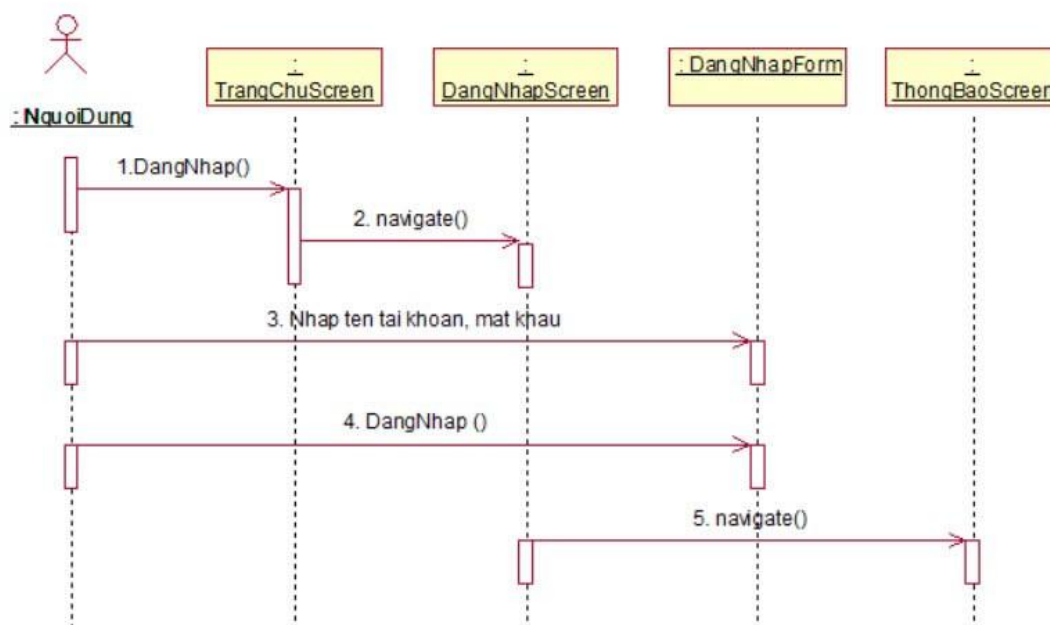 : NguoiDung
:
TrangChuScreen
:
DangNhapScreen
: DangNhapForm
:
ThongBaoScreen
1.DangNhap()
2. navigate()
3. Nhap ten tai khoan, mat khau
4. DangNhap ()
5. navigate()